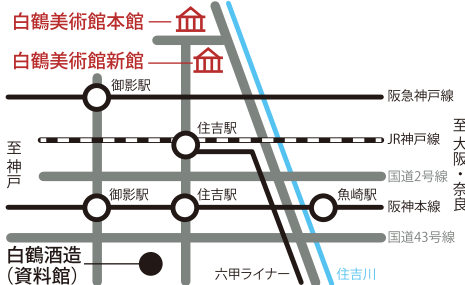 白鶴美術館本館
白鶴美術館新館
御影駅
阪急神戸線
住吉駅
JR神戸線
至神戸
至大阪・奈良
国道2号線
御影駅
住吉駅
魚崎駅
阪神本線
国道43号線
白鶴酒造
(資料館)
六甲ライナー
住吉川